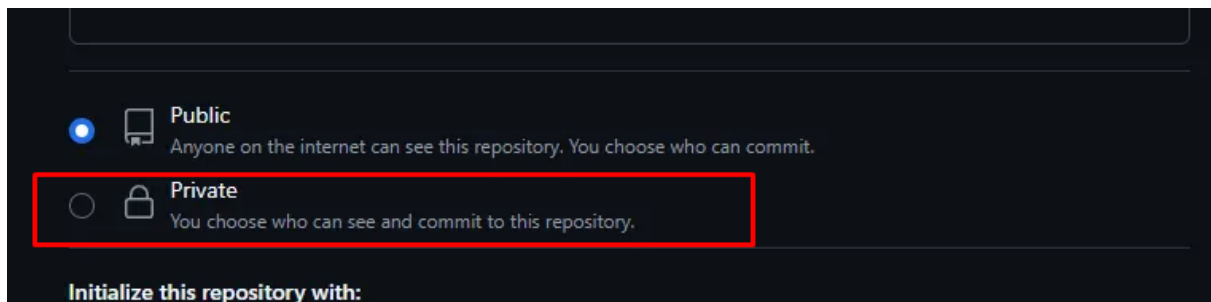 Public
Anyone on the internet can see this repository. You choose who can commit.
Private
You choose who can see and commit to this repository.
Initialize this repository with: